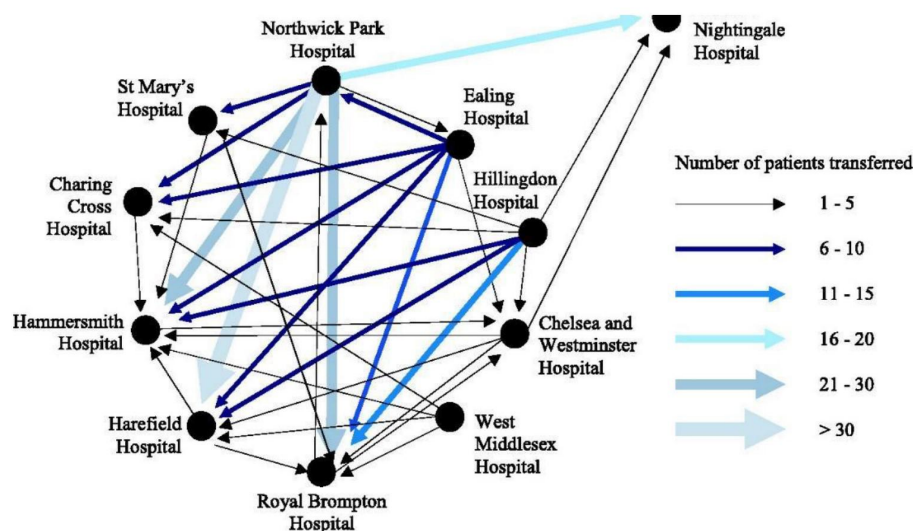 Northwick Park
Hospital
Nightingale
Hospital
St Mary's
Hospital
Ealing
Hospital
Number of patients transferred
Hillingdon
Hospital
Charing
Cross
Hospital
1 - 5
6 - 10
11 - 15
Hammersmith
Hospital
Chelsea and
Westminster
Hospital
16 - 20
21 - 30
Harefield
Hospital
West
Middlesex
Hospital
> 30
Royal Brompton
Hospital